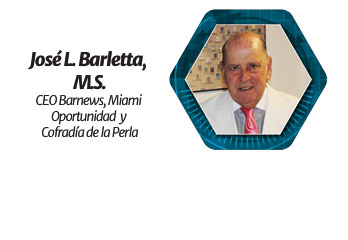 José L. Barletta,
M.S.
CEO Barnews, Miami
Oportunidad y
Cofradía de la Perla